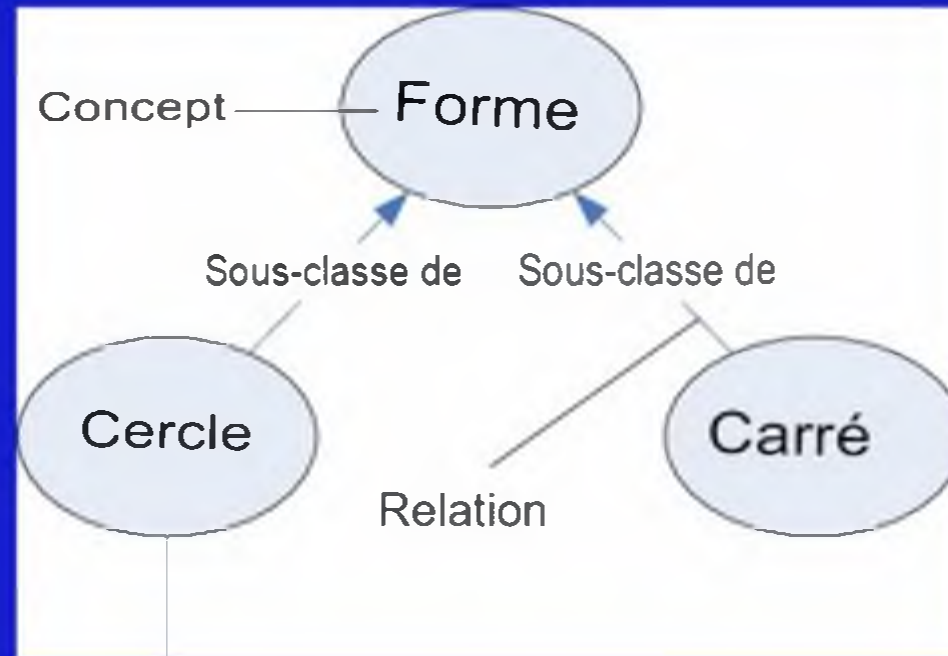 Concept
Forme
Sous-classe de
Sous-classe de
Cercle
Carré
Relation